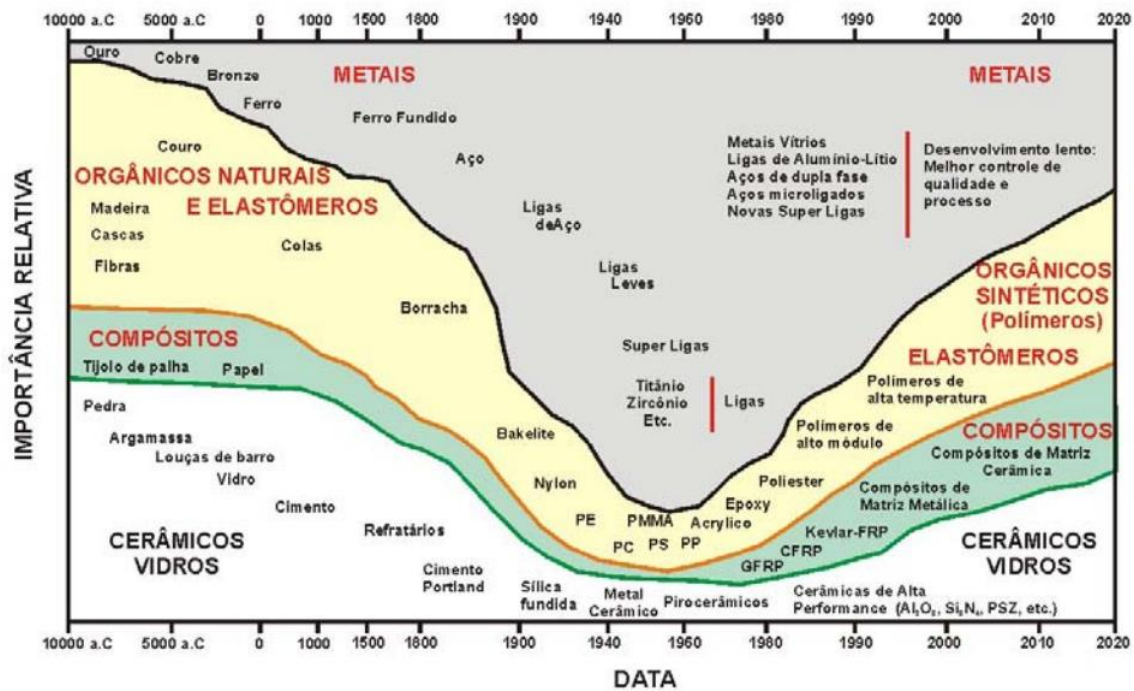 10000 a.C 5000 a.C 0 1000 1500 1800 1900 1940 1960 1980 1990 2000 2010 2020
IMPORTÂNCIA RELATIVA
Ouro
Cobre
Bronze
Ferro
METAIS
METAIS
Ferro Fundido
Aço
Ligas
deAço
Ligas
Leves
Super Ligas
Titânio
Zircônio
Etc.
Ligas
Metais Vítrios
Ligas de Alumínio-Lítio
Aços de dupla fase
Aços microligados
Novas Super Ligas
Desenvolvimento lento:
Melhor controle de
qualidade e
processo
Couro
ORGÂNICOS NATURAIS
E ELASTÔMEROS
Madeira
Cascas
Fibras
Colas
Borracha
Bakelite
Nylon
PE
PMMA
Acrylico
PC
PS
PP
Epoxy
Poliester
Polímeros de
alto módulo
Polímeros de
alta temperatura
ORGÂNICOS
SINTÉTICOS
(Polímeros)
ELASTÔMEROS
COMPÓSITOS
Tijolo de palha
Papel
GFRP
CFRP
Kevlar-FRP
Compósitos de
Matriz Metálica
COMPÓSITOS
Compósitos de Matriz
Cerâmica
Pedra
Argamassa
Louças de barro
Vidro
Cimento
Refratários
Cimento
Portland
Sílica
fundida
Metal
Cerâmico
Pirocerâmicos
Cerâmicas de Alta
Performance (Al₂O₃, Si₃N₄, PSZ, etc.)
CERÂMICOS
VIDROS
CERÂMICOS
VIDROS
10000 a.C 5000 a.C 0 1000 1500 1800 1900 1940 1960 1980 1990 2000 2010 2020
DATA